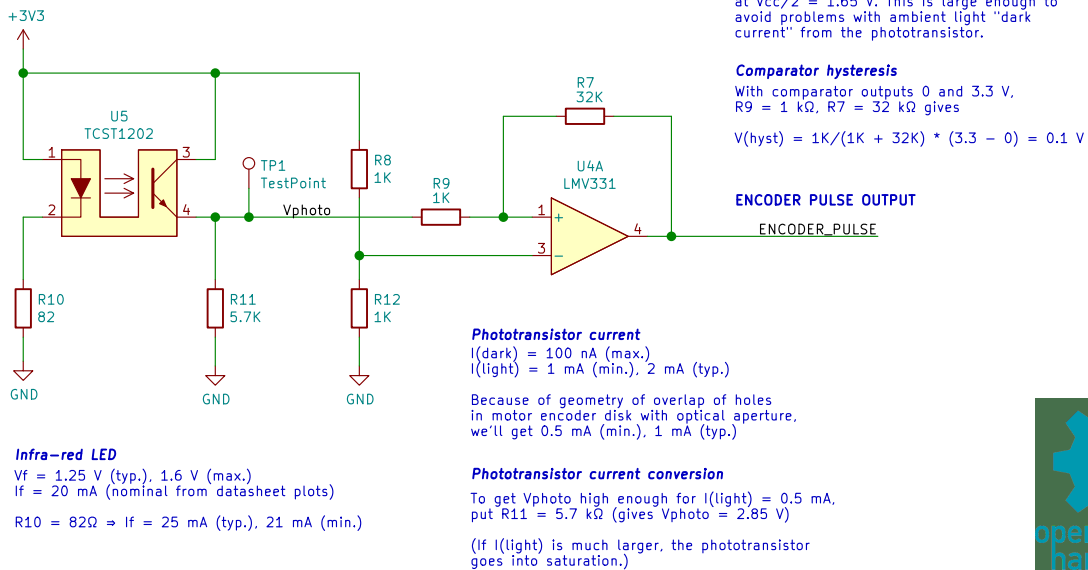 +3V3
at Vcc/2 = 1.65 V. This is large enough to
avoid problems with ambient light "dark
current" from the phototransistor.
Comparator hysteresis
With comparator outputs 0 and 3.3 V,
R9 = 1 kΩ, R7 = 32 kΩ gives
V(hyst) = 1K/(1K + 32K) * (3.3 − 0) = 0.1 V
R7
32K
U5
TCST1202
1
2
3
4
TP1
TestPoint
Vphoto
R8
1K
R9
1K
U4A
LMV331
1
+
3
−
4
ENCODER PULSE OUTPUT
ENCODER_PULSE
R10
82
R11
5.7K
R12
1K
GND
GND
GND
Phototransistor current
I(dark) = 100 nA (max.)
I(light) = 1 mA (min.), 2 mA (typ.)
Because of geometry of overlap of holes
in motor encoder disk with optical aperture,
we'll get 0.5 mA (min.), 1 mA (typ.)
Infra−red LED
Vf = 1.25 V (typ.), 1.6 V (max.)
If = 20 mA (nominal from datasheet plots)
R10 = 82Ω ⇒ If = 25 mA (typ.), 21 mA (min.)
Phototransistor current conversion
To get Vphoto high enough for I(light) = 0.5 mA,
put R11 = 5.7 kΩ (gives Vphoto = 2.85 V)
(If I(light) is much larger, the phototransistor
goes into saturation.)